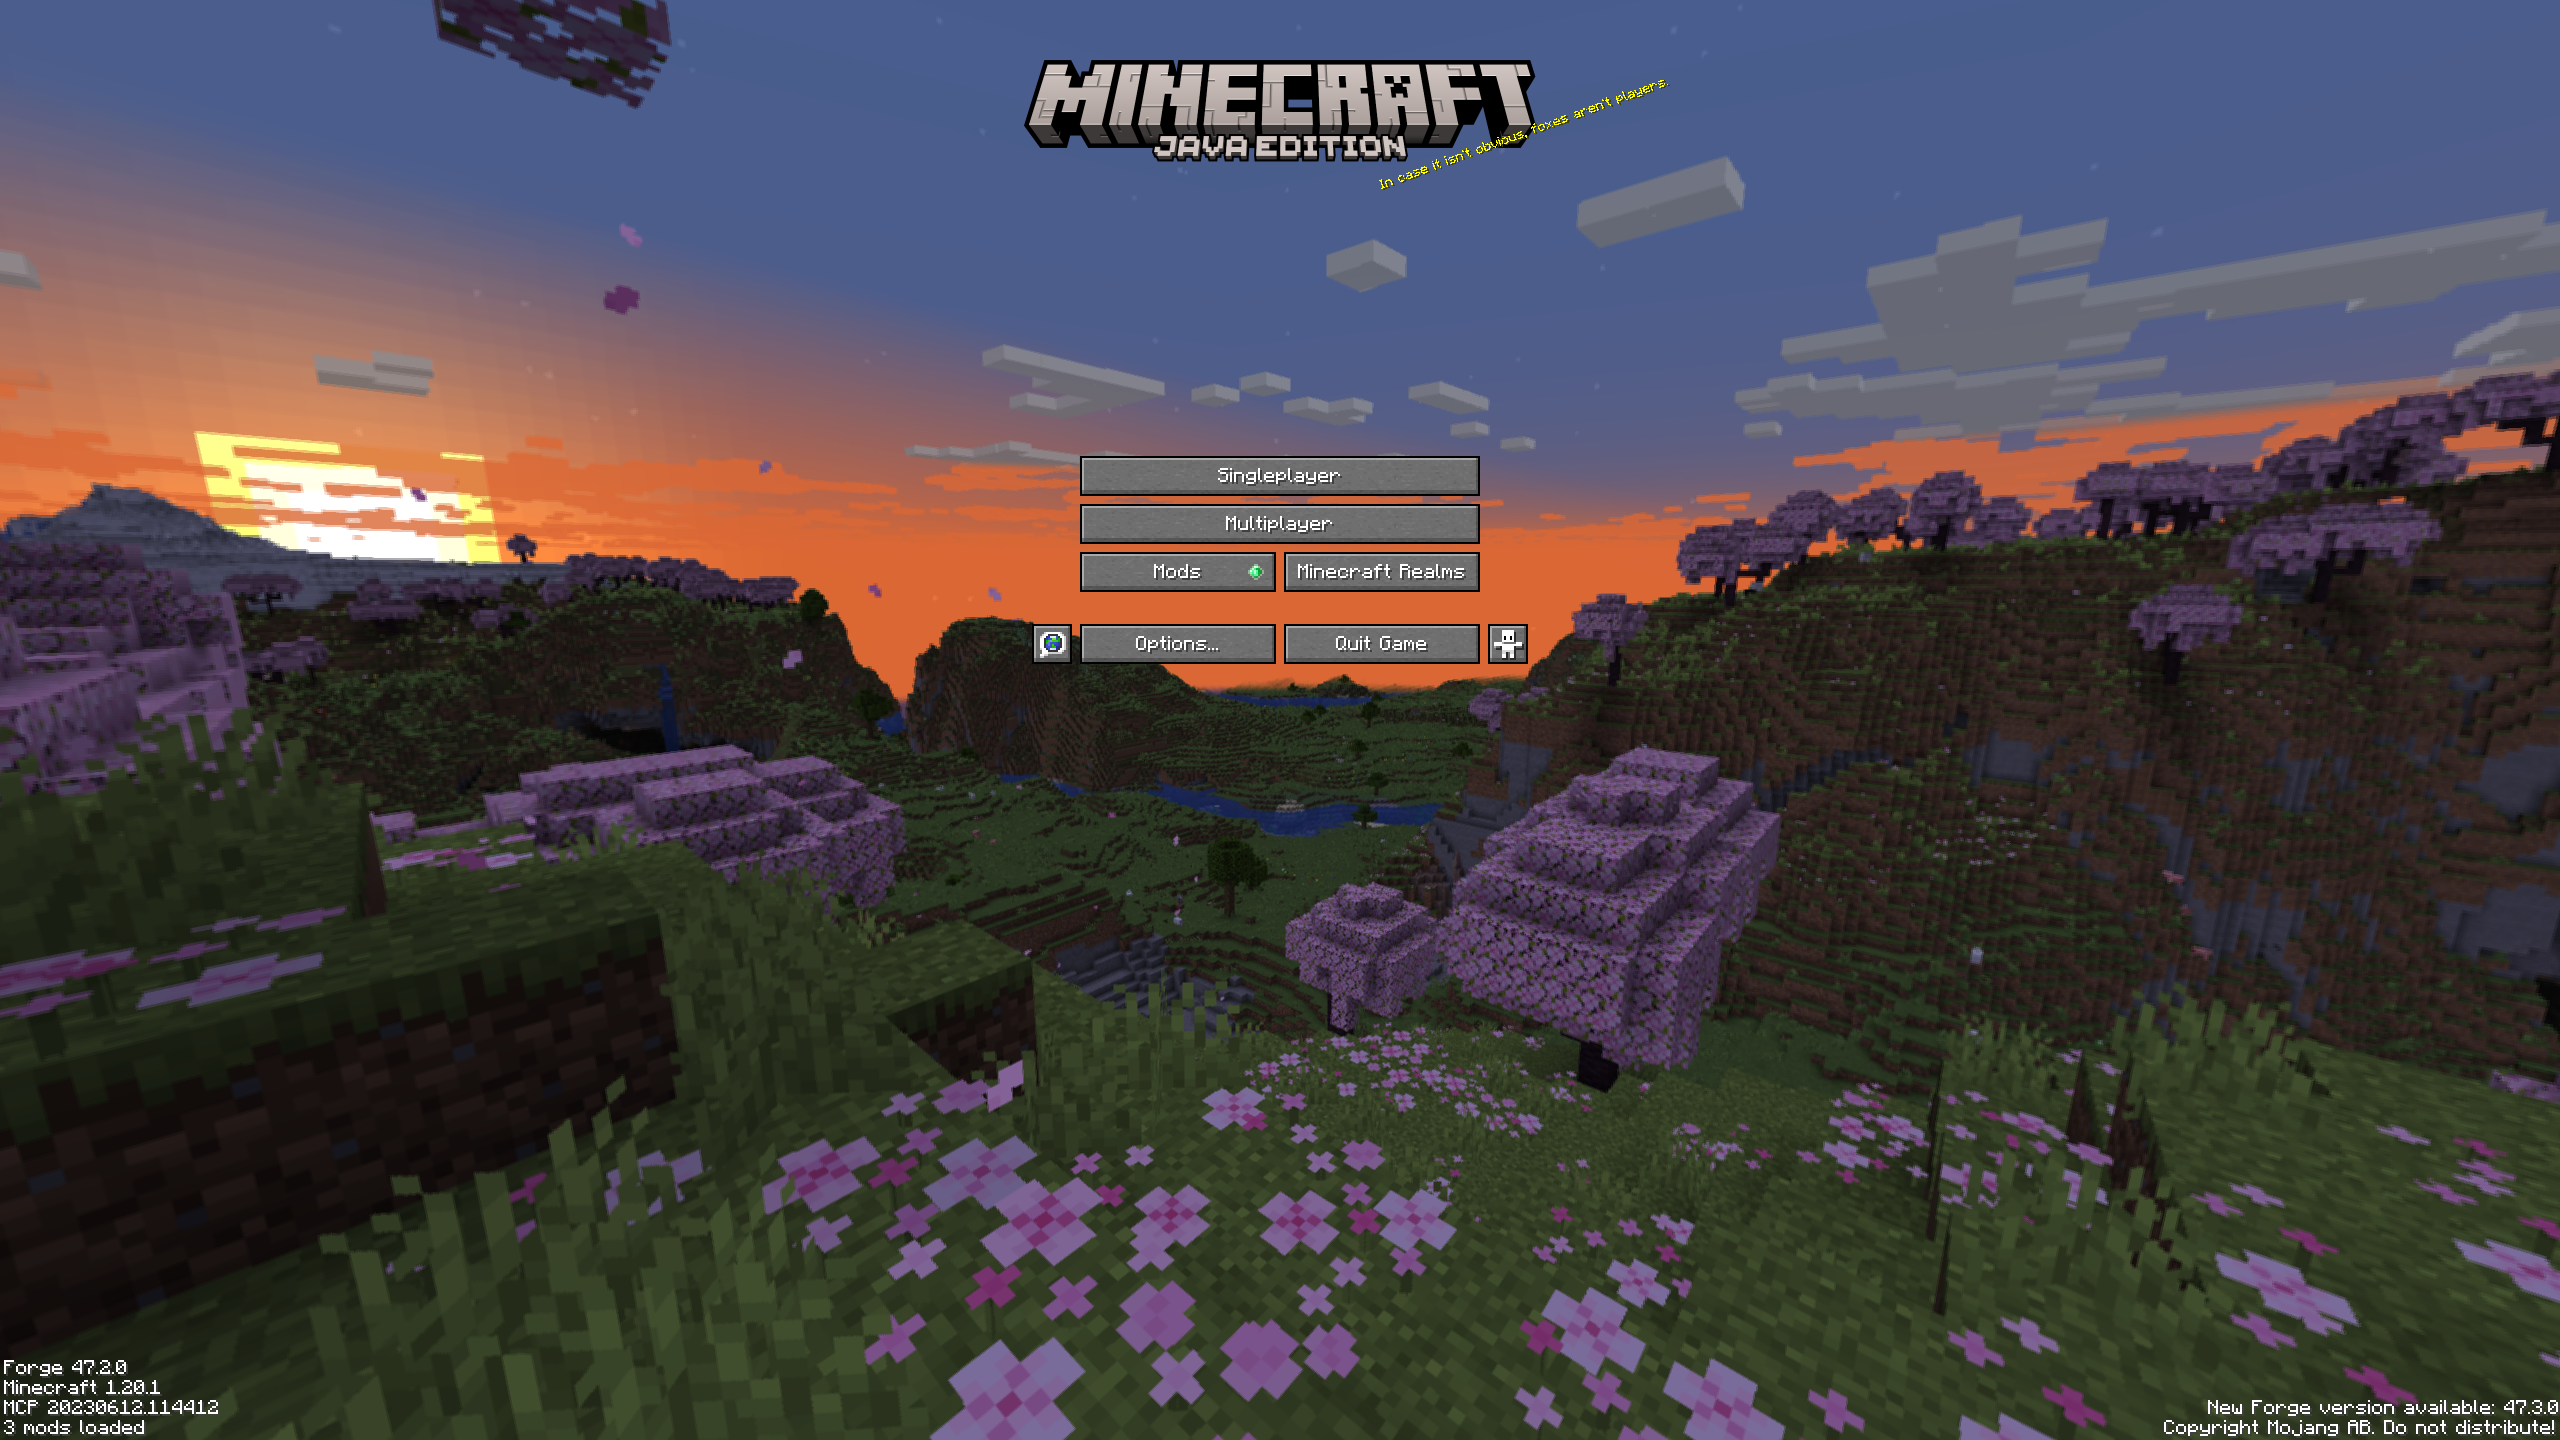 MINECRAFT
JAVA EDITION
In case it isn't obvious, foxes aren't players.
Singleplayer
Multiplayer
Mods
Minecraft Realms
Options...
Quit Game
Forge 47.2.0
Minecraft 1.20.1
MCP 20230612.114412
3 mods loaded
New Forge version available: 47.3.0
Copyright Mojang AB. Do not distribute!